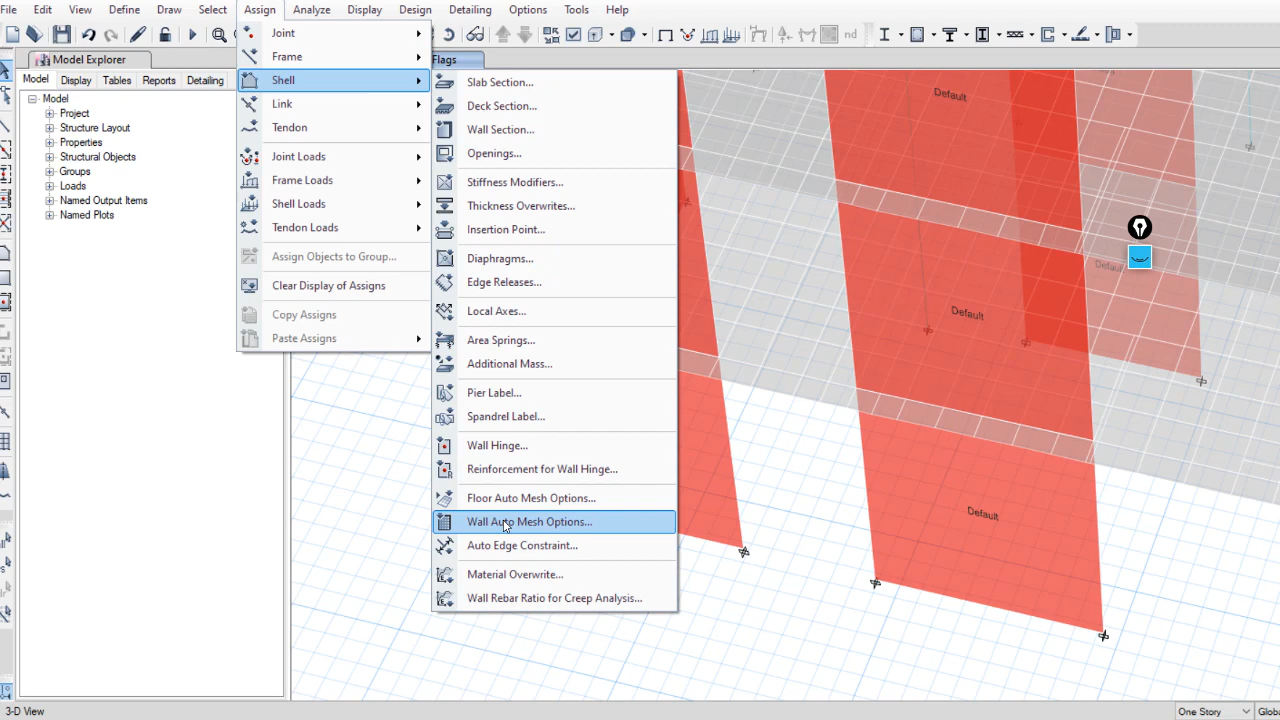 File Edit View Define Draw Select Assign Analyze Display Design Detailing Options Tools Help
nd
Model Explorer
Flags
Model Display Tables Reports Detailing
Model
Project
Structure Layout
Properties
Structural Objects
Groups
Loads
Named Output Items
Named Plots
Joint
Frame
Shell
Link
Tendon
Joint Loads
Frame Loads
Shell Loads
Tendon Loads
Assign Objects to Group...
Clear Display of Assigns
Copy Assigns
Paste Assigns
Slab Section...
Deck Section...
Wall Section...
Openings...
Stiffness Modifiers...
Thickness Overwrites...
Insertion Point...
Diaphragms...
Edge Releases...
Local Axes...
Area Springs...
Additional Mass...
Pier Label...
Spandrel Label...
Wall Hinge...
Reinforcement for Wall Hinge...
Floor Auto Mesh Options...
Wall Auto Mesh Options...
Auto Edge Constraint...
Material Overwrite...
Wall Rebar Ratio for Creep Analysis...
Default
Default
Default
Default
3-D View
One Story
Globa